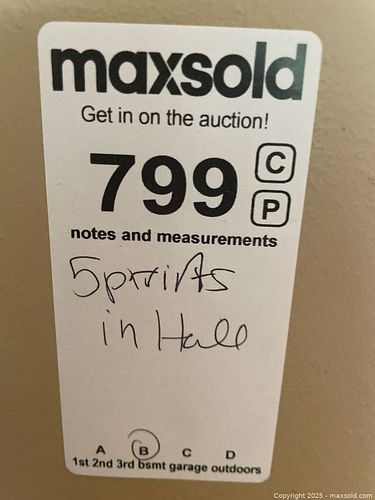 maxsold
Get in on the auction!
799 C
P
notes and measurements
5 prints
in Hall
A B C D
1st 2nd 3rd bsmt garage outdoors
Copyright 2025 - maxsold.com